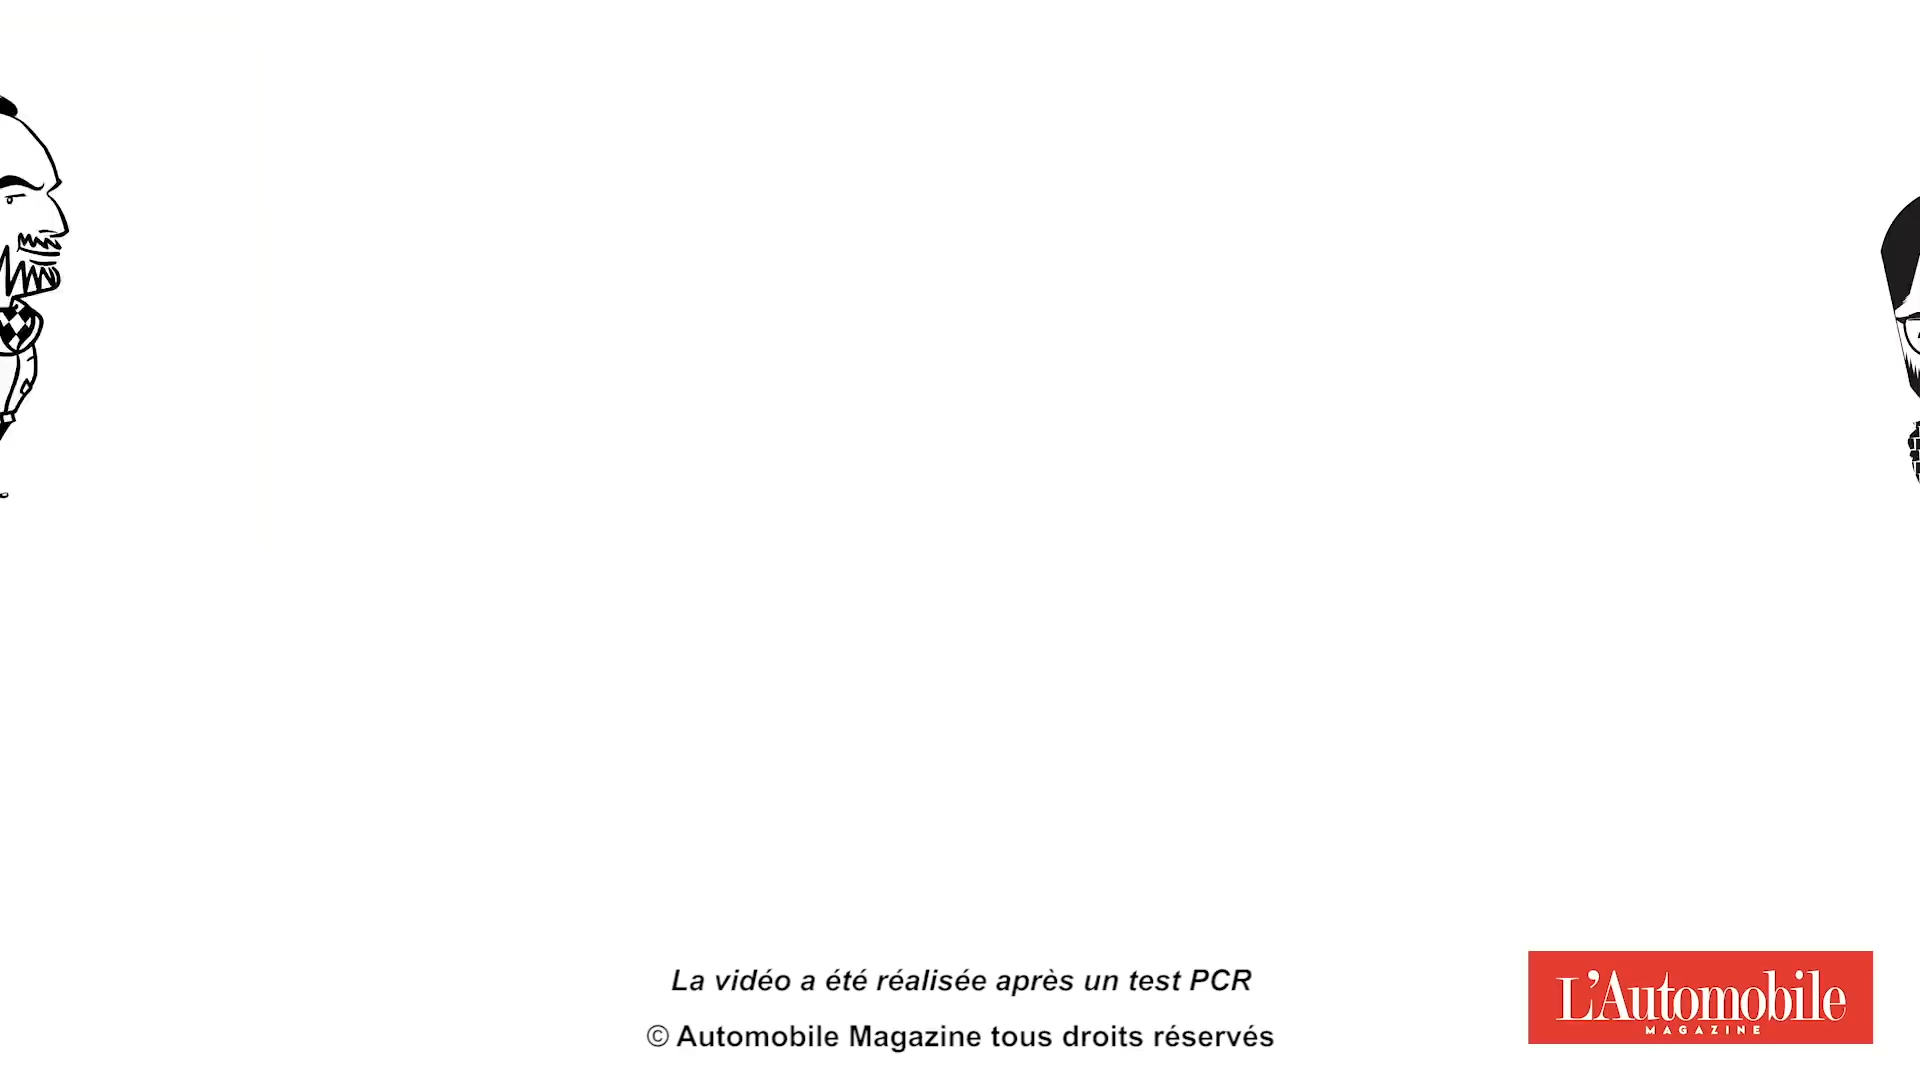 La vidéo a été réalisée après un test PCR
© Automobile Magazine tous droits réservés
L'Automobile
MAGAZINE